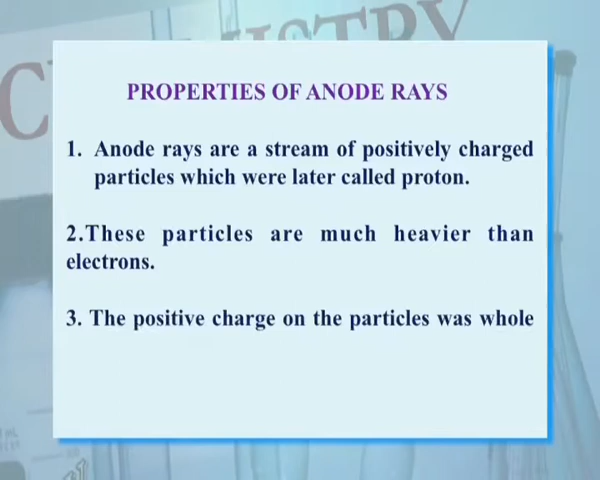 PROPERTIES OF ANODE RAYS
1. Anode rays are a stream of positively charged
particles which were later called proton.
2.These particles are much heavier than
electrons.
3. The positive charge on the particles was whole